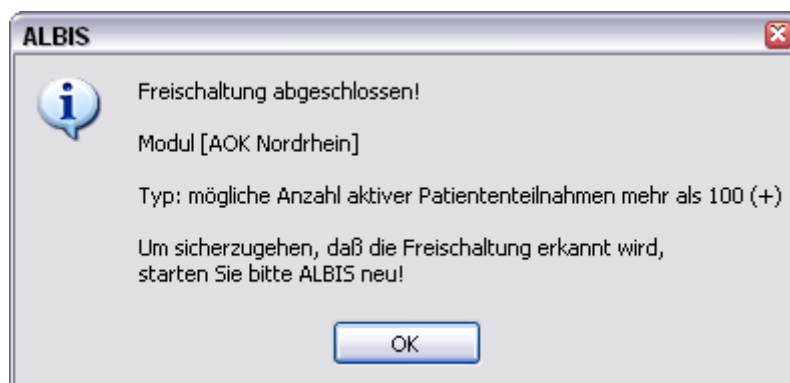 ALBIS
Freischaltung abgeschlossen!
Modul [AOK Nordrhein]
Typ: mögliche Anzahl aktiver Patiententeilnahmen mehr als 100 (+)
Um sicherzugehen, daß die Freischaltung erkannt wird,
starten Sie bitte ALBIS neu!
OK